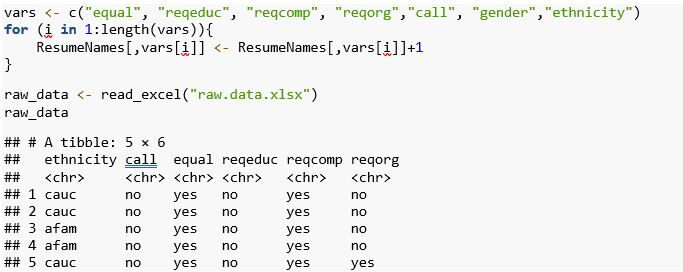 vars <- c("equal", "reqeduc", "reqcomp", "reqorg","call", "gender","ethnicity")
for (i in 1:length(vars)){
    ResumeNames[,vars[i]] <- ResumeNames[,vars[i]]+1
}
raw_data <- read_excel("raw.data.xlsx")
raw_data
## # A tibble: 5 × 6
##   ethnicity call  equal reqeduc reqcomp reqorg
##   <chr>     <chr> <chr> <chr>   <chr>   <chr>
## 1 cauc      no    yes   no      yes     no
## 2 cauc      no    yes   no      yes     no
## 3 afam      no    yes   no      yes     no
## 4 afam      no    yes   no      yes     no
## 5 cauc      no    yes   no      yes     yes